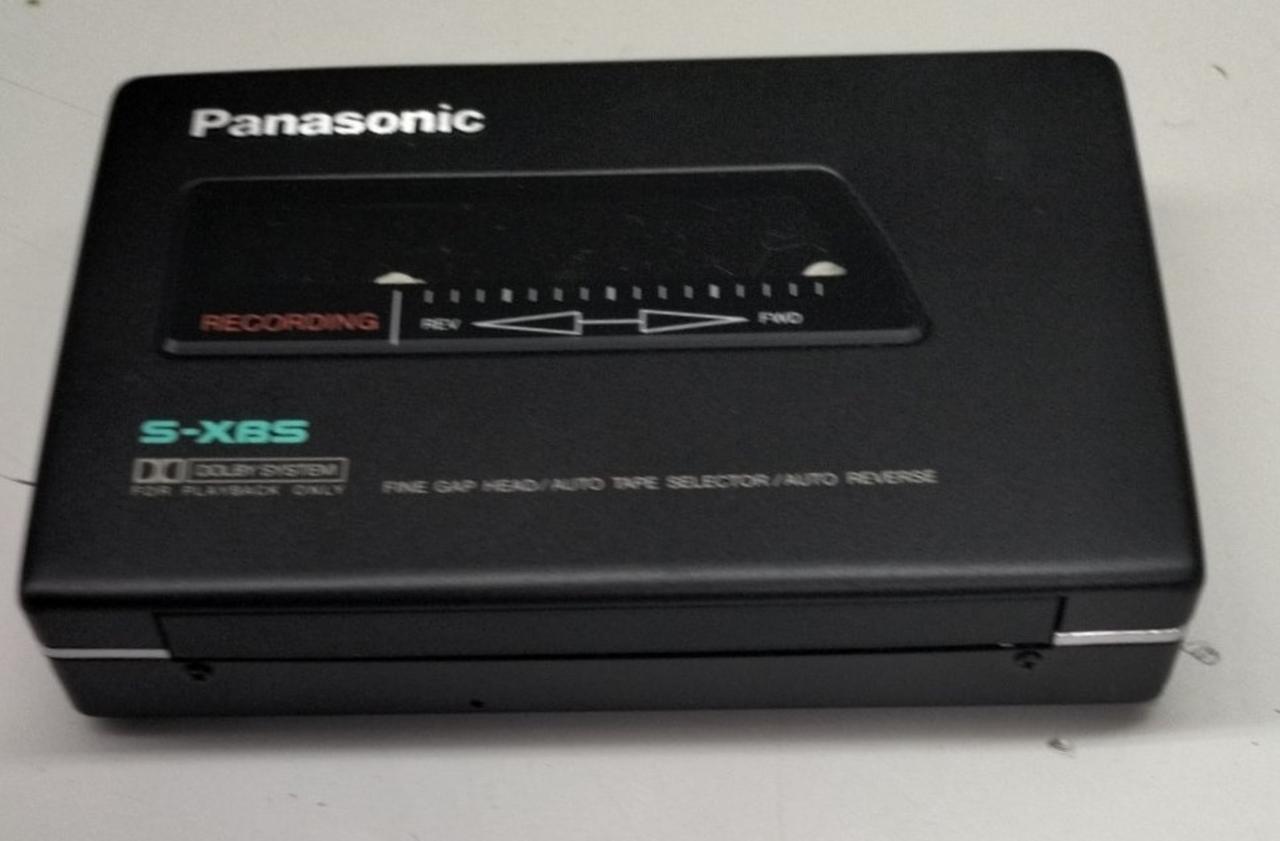 Panasonic
RECORDING
REV FWD
S-XBS
DOLBY SYSTEM
FOR PLAYBACK ONLY
FINE GAP HEAD/AUTO TAPE SELECTOR/AUTO REVERSE